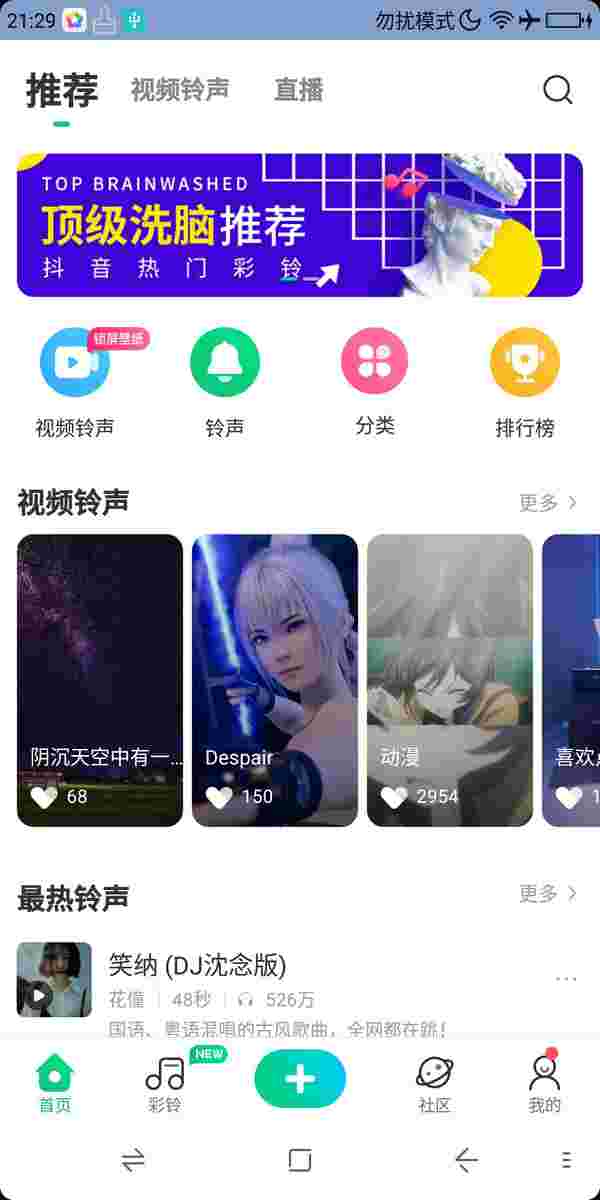 21:29
勿扰模式
推荐
视频铃声
直播
TOP BRAINWASHED
顶级洗脑推荐
抖音热门彩铃
锁屏壁纸
视频铃声
铃声
分类
排行榜
视频铃声
更多
阴沉天空中有一...
68
Despair
150
动漫
2954
喜欢
1
最热铃声
更多
笑纳 (DJ沈念版)
花僮
48秒
526万
国语、粤语混唱的古风歌曲，全网都在跳！
首页
NEW
彩铃
社区
我的